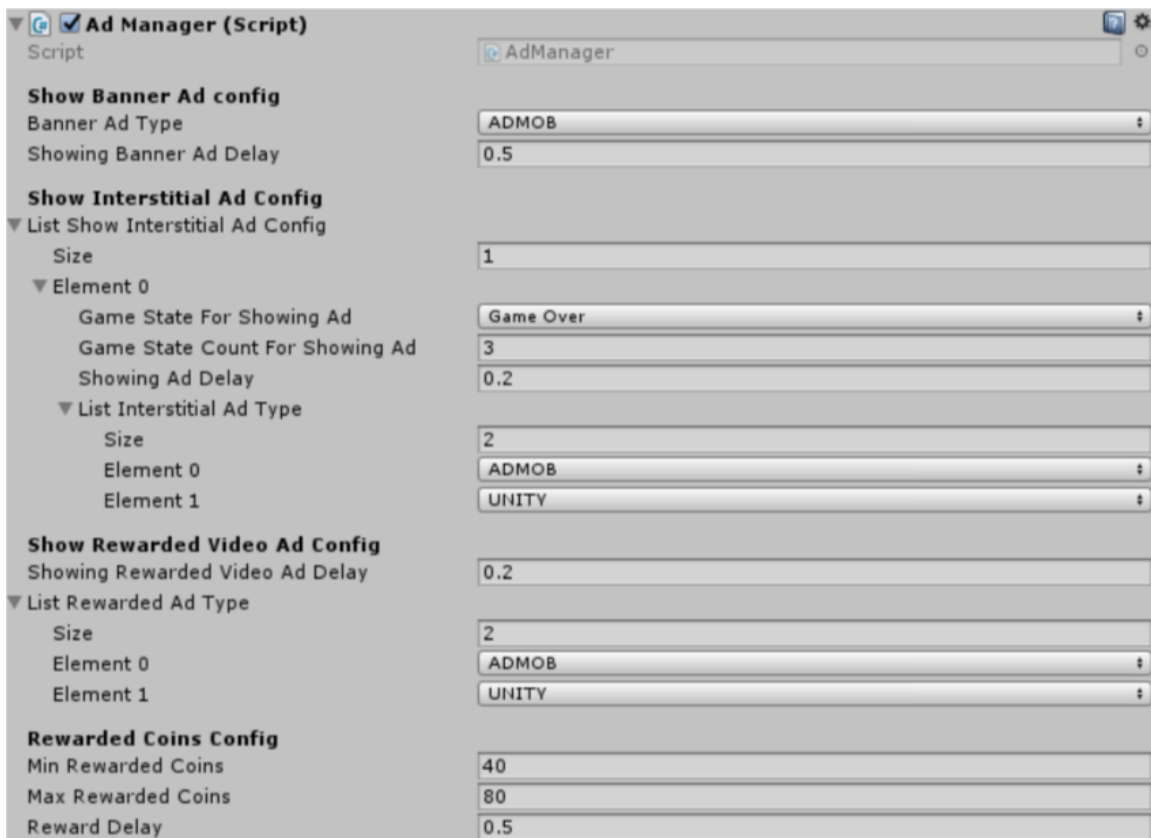 Ad Manager (Script)
Script AdManager
Show Banner Ad config
Banner Ad Type ADMOB
Showing Banner Ad Delay 0.5
Show Interstitial Ad Config
List Show Interstitial Ad Config
Size 1
Element 0
Game State For Showing Ad Game Over
Game State Count For Showing Ad 3
Showing Ad Delay 0.2
List Interstitial Ad Type
Size 2
Element 0 ADMOB
Element 1 UNITY
Show Rewarded Video Ad Config
Showing Rewarded Video Ad Delay 0.2
List Rewarded Ad Type
Size 2
Element 0 ADMOB
Element 1 UNITY
Rewarded Coins Config
Min Rewarded Coins 40
Max Rewarded Coins 80
Reward Delay 0.5